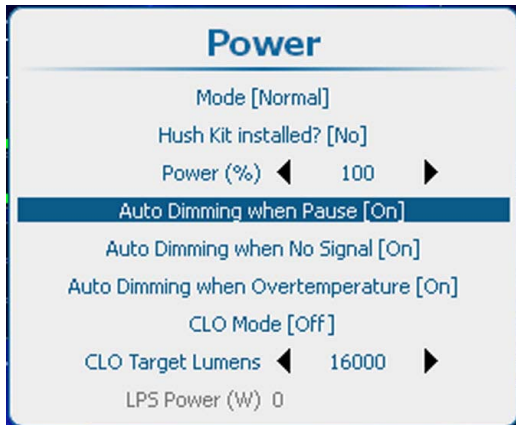 Power
Mode [Normal]
Hush Kit installed? [No]
Power (%) 100
Auto Dimming when Pause [On]
Auto Dimming when No Signal [On]
Auto Dimming when Overtemperature [On]
CLO Mode [Off]
CLO Target Lumens 16000
LPS Power (W) 0